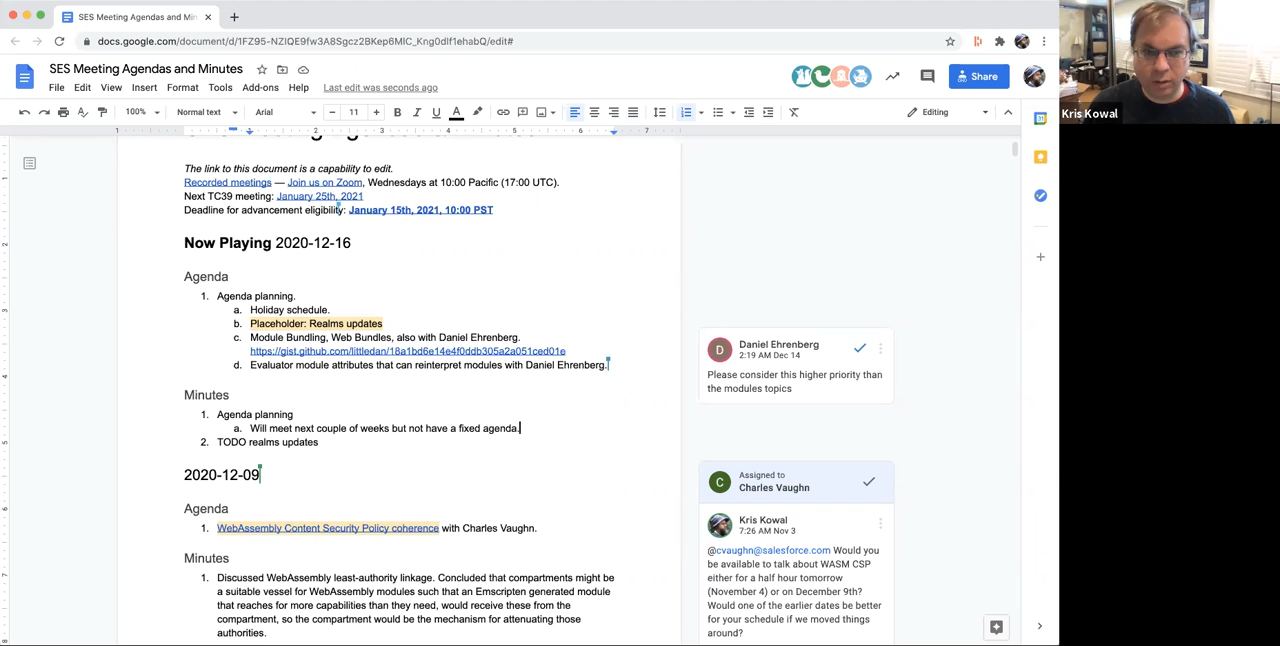 SES Meeting Agendas and Min
docs.google.com/document/d/1FZ95-NZIQE9fw3A8Sgcz2BKep6MlC_Kng0dlf1ehabQ/edit#
SES Meeting Agendas and Minutes
File Edit View Insert Format Tools Add-ons Help Last edit was seconds ago
Share
100% Normal text Arial 11 B I U A Editing
1 2 3 4 5 6 7
The link to this document is a capability to edit.
Recorded meetings — Join us on Zoom, Wednesdays at 10:00 Pacific (17:00 UTC).
Next TC39 meeting: January 25th, 2021
Deadline for advancement eligibility: January 15th, 2021, 10:00 PST
Now Playing 2020-12-16
Agenda
1. Agenda planning.
a. Holiday schedule.
b. Placeholder: Realms updates
c. Module Bundling, Web Bundles, also with Daniel Ehrenberg.
https://gist.github.com/littledan/18a1bd6e14e4f0ddb305a2a051ced01e
d. Evaluator module attributes that can reinterpret modules with Daniel Ehrenberg.
Minutes
1. Agenda planning
a. Will meet next couple of weeks but not have a fixed agenda.
2. TODO realms updates
2020-12-09
Agenda
1. WebAssembly Content Security Policy coherence with Charles Vaughn.
Minutes
1. Discussed WebAssembly least-authority linkage. Concluded that compartments might be
a suitable vessel for WebAssembly modules such that an Emscripten generated module
that reaches for more capabilities than they need, would receive these from the
compartment, so the compartment would be the mechanism for attenuating those
authorities.
D
Daniel Ehrenberg
2:19 AM Dec 14
Please consider this higher priority than
the modules topics
C
Assigned to
Charles Vaughn
Kris Kowal
7:26 AM Nov 3
@cvaughn@salesforce.com Would you
be available to talk about WASM CSP
either for a half hour tomorrow
(November 4) or on December 9th?
Would one of the earlier dates be better
for your schedule if we moved things
around?
Kris Kowal